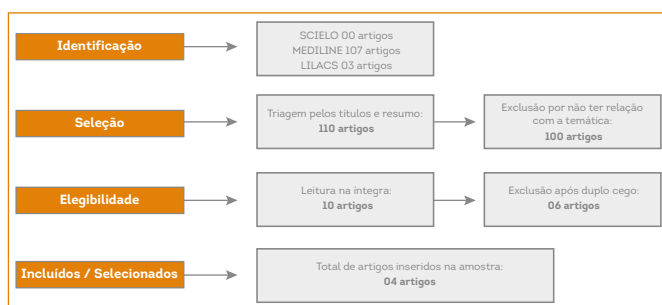 Identificação
SCIELO 00 artigos
MEDILINE 107 artigos
LILACS 03 artigos
Seleção
Triagem pelos títulos e resumo:
110 artigos
Exclusão por não ter relação
com a temática:
100 artigos
Elegibilidade
Leitura na íntegra:
10 artigos
Exclusão após duplo cego:
06 artigos
Incluídos / Selecionados
Total de artigos inseridos na amostra:
04 artigos